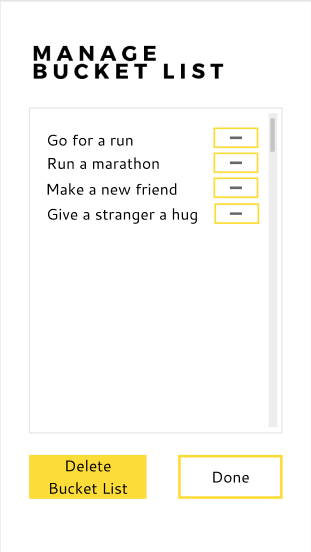 MANAGE
BUCKET LIST
Go for a run
Run a marathon
Make a new friend
Give a stranger a hug
Delete
Bucket List
Done